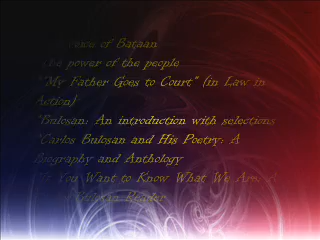 of Bataan
The power of the people
"My Father Goes to Court" (in Law in
Action)
Bulosan: An introduction with selections
Carlos Bulosan and His Poetry: A
Biography and Anthology
If You Want to Know What We Are: A
Reader